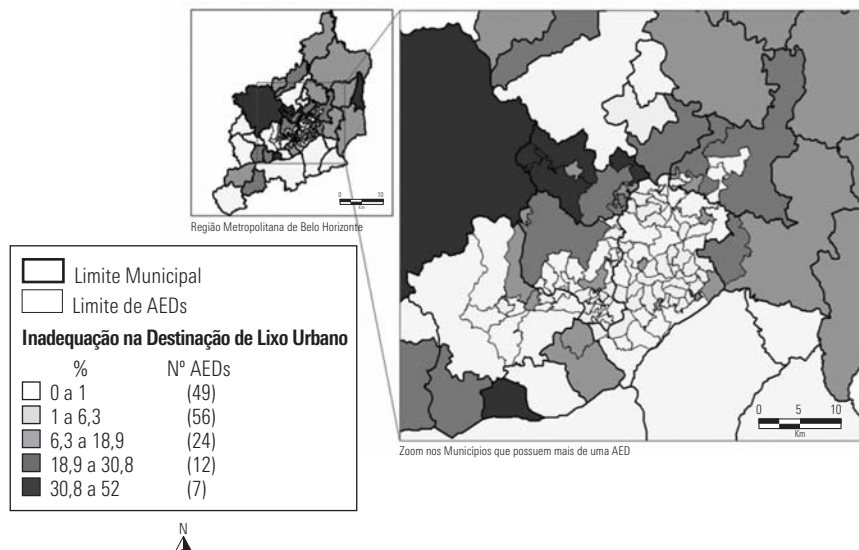 0 10
Km
Região Metropolitana de Belo Horizonte
Limite Municipal
Limite de AEDs
Inadequação na Destinação de Lixo Urbano
% Nº AEDs
0 a 1 (49)
1 a 6,3 (56)
6,3 a 18,9 (24)
18,9 a 30,8 (12)
30,8 a 52 (7)
N
0 5 10
Km
Zoom nos Municípios que possuem mais de uma AED